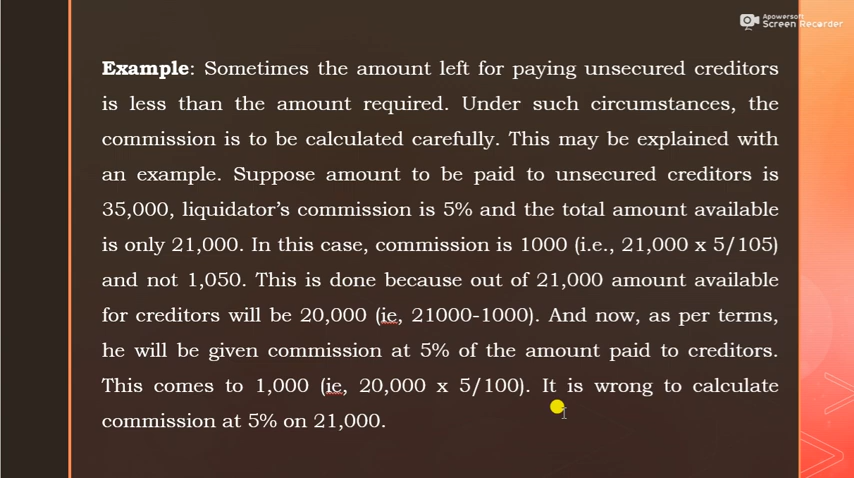 Apowersoft
Screen Recorder
Example: Sometimes the amount left for paying unsecured creditors
is less than the amount required. Under such circumstances, the
commission is to be calculated carefully. This may be explained with
an example. Suppose amount to be paid to unsecured creditors is
35,000, liquidator's commission is 5% and the total amount available
is only 21,000. In this case, commission is 1000 (i.e., 21,000 x 5/105)
and not 1,050. This is done because out of 21,000 amount available
for creditors will be 20,000 (ie, 21000-1000). And now, as per terms,
he will be given commission at 5% of the amount paid to creditors.
This comes to 1,000 (ie, 20,000 x 5/100). It is wrong to calculate
commission at 5% on 21,000.